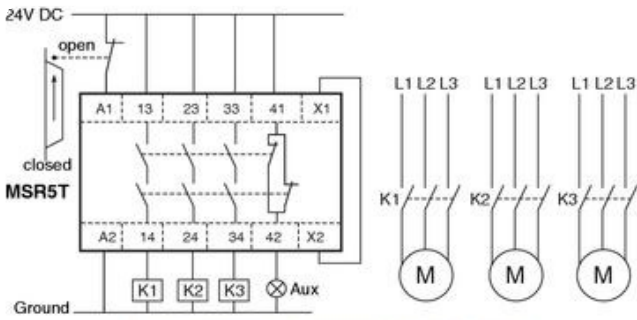 24V DC
open
L1 L2 L3 L1 L2 L3 L1 L2 L3
A1 13 23 33 41 X1
closed
MSR5T
K1 K2 K3
A2 14 24 34 42 X2
M M M
K1 K2 K3 Aux
Ground